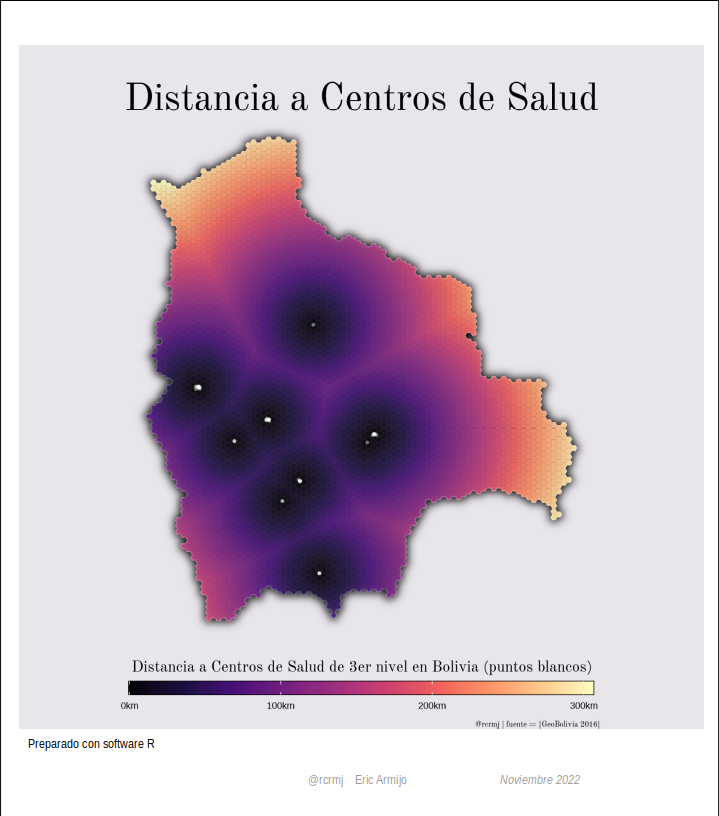 Distancia a Centros de Salud
Distancia a Centros de Salud de 3er nivel en Bolivia (puntos blancos)
0km 100km 200km 300km
@rcrmj | fuente = [GeoBolivia 2016]
Preparado con software R
@rcrmj Eric Armijo Noviembre 2022